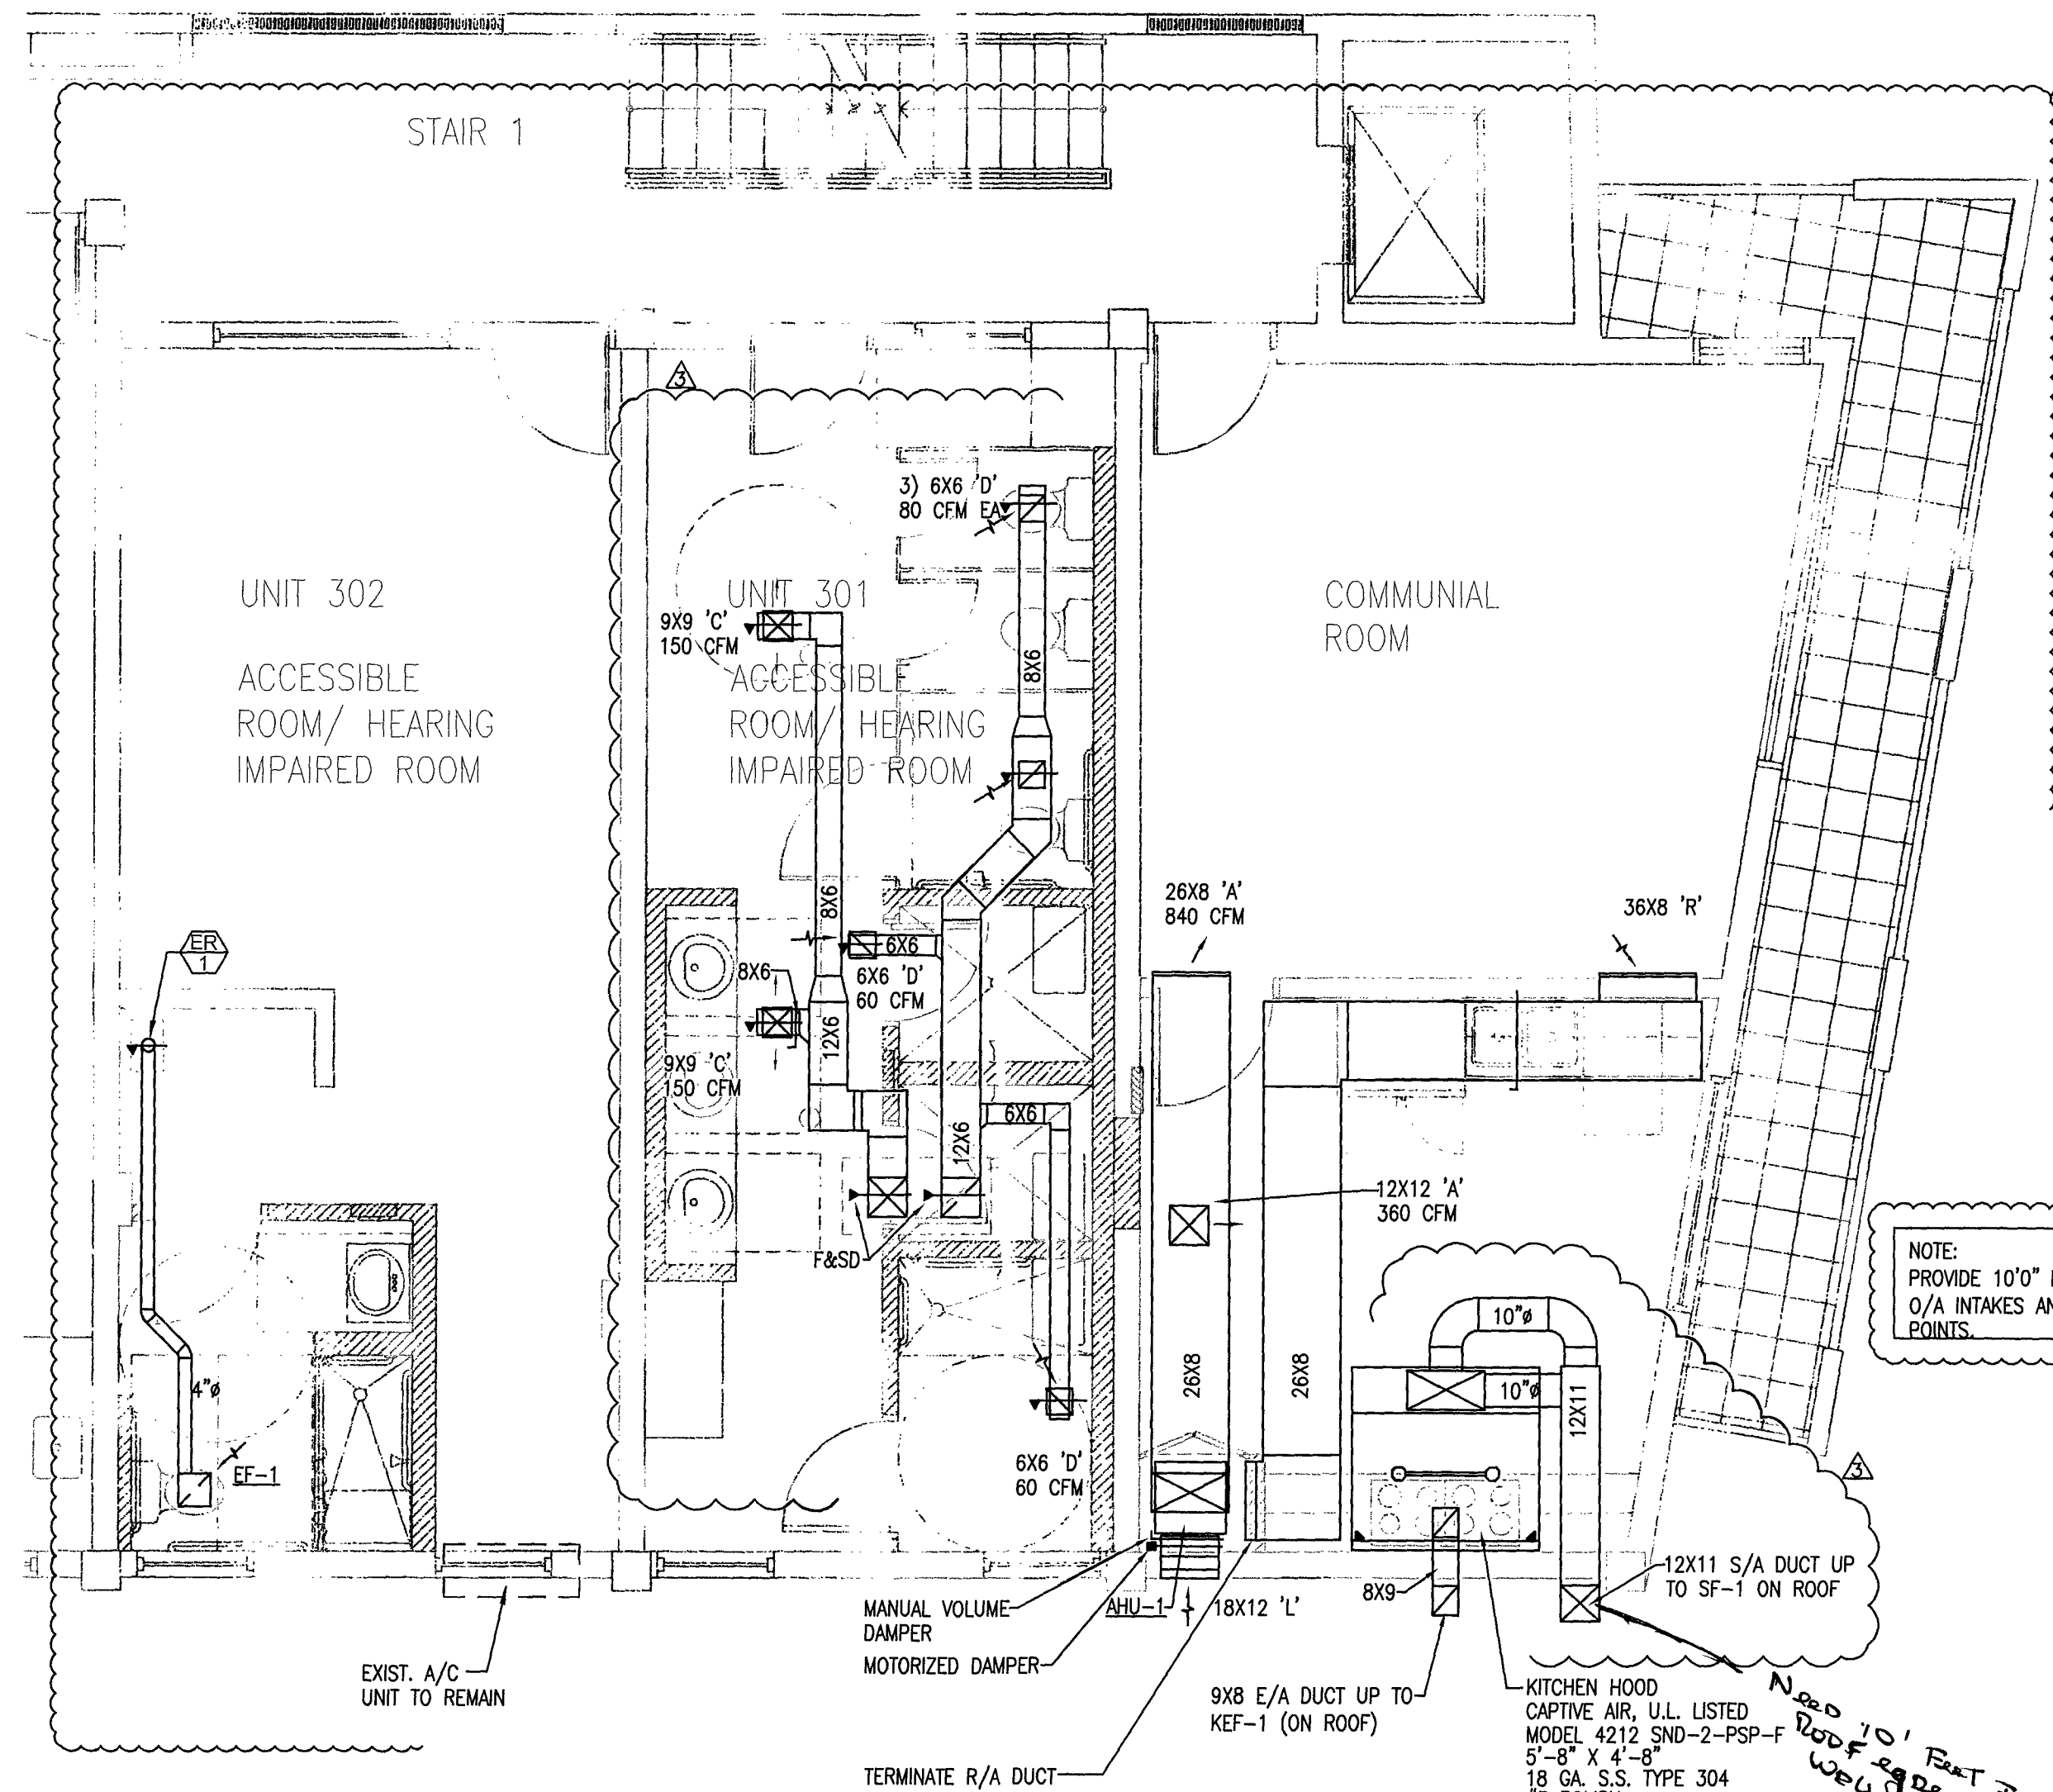 STAIR 1
3
3) 6X6 'D'
80 CFM EA
UNIT 302
ACCESSIBLE
ROOM/ HEARING
IMPAIRED ROOM
UNIT 301
ACCESSIBLE
ROOM/ HEARING
IMPAIRED ROOM
9X9 'C'
150 CFM
8X6
COMMUNIAL
ROOM
8X6
26X8 'A'
840 CFM
36X8 'R'
ER
1
6X6
6X6 'D'
60 CFM
8X6
12X6
9X9 'C'
150 CFM
6X6
12X6
12X12 'A'
360 CFM
F&SD
NOTE:
PROVIDE 10'0"
O/A INTAKES
POINTS.
10"ø
10"ø
12X11
26X8
26X8
4"ø
EF-1
6X6 'D'
60 CFM
3
12X11 S/A DUCT UP
TO SF-1 ON ROOF
8X9
MANUAL VOLUME
DAMPER
MOTORIZED DAMPER
AHU-1
18X12 'L'
EXIST. A/C
UNIT TO REMAIN
9X8 E/A DUCT UP TO
KEF-1 (ON ROOF)
TERMINATE R/A DUCT
KITCHEN HOOD
CAPTIVE AIR, U.L. LISTED
MODEL 4212 SND-2-PSP-F
5'-8" X 4'-8"
18 GA. S.S. TYPE 304
Need 10' Feet
Roof